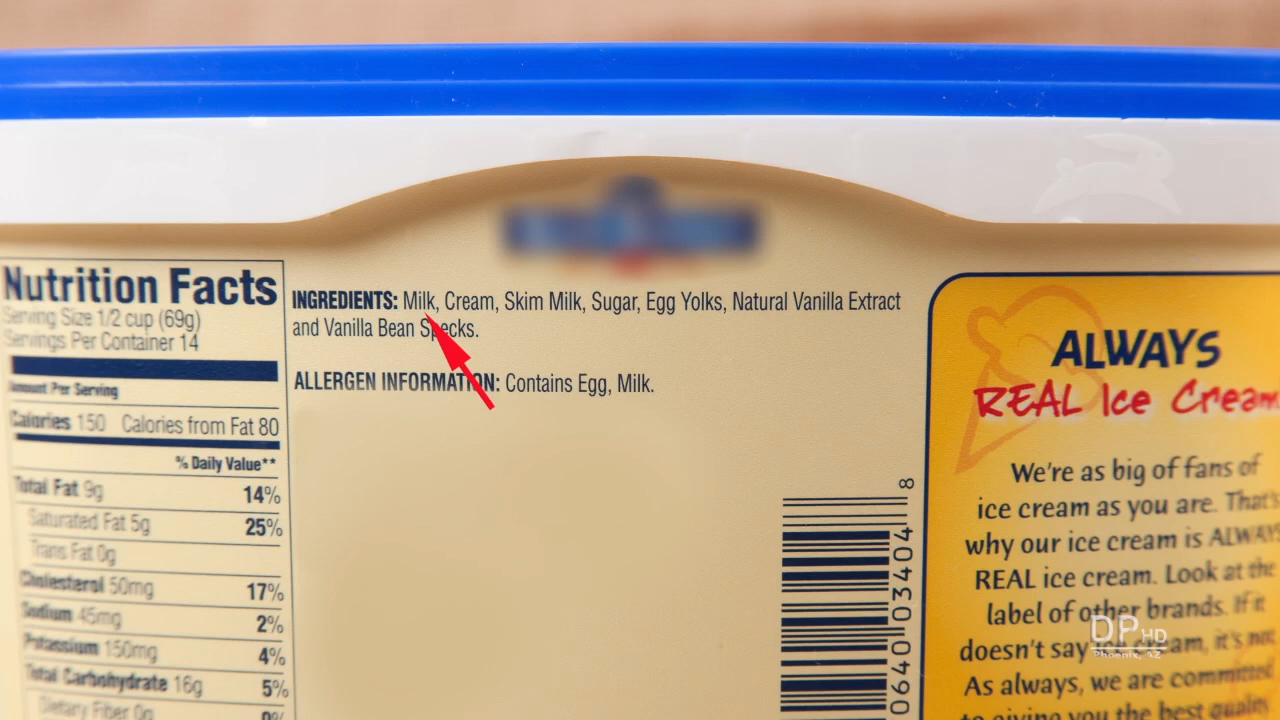 Nutrition Facts
Serving Size 1/2 cup (69g)
Servings Per Container 14
Amount Per Serving
Calories 150 Calories from Fat 80
% Daily Value**
Total Fat 9g 14%
Saturated Fat 5g 25%
Trans Fat 0g
Cholesterol 50mg 17%
Sodium 45mg 2%
Potassium 150mg 4%
Total Carbohydrate 16g 5%
Dietary Fiber 0g 0%
INGREDIENTS: Milk, Cream, Skim Milk, Sugar, Egg Yolks, Natural Vanilla Extract
and Vanilla Bean Specks.
ALLERGEN INFORMATION: Contains Egg, Milk.
0640 03404 8
ALWAYS
REAL Ice Cream
We're as big of fans of
ice cream as you are. That's
why our ice cream is ALWAYS
REAL ice cream. Look at the
label of other brands. If it
doesn't say ice cream, it's not
As always, we are committed
to giving you the best quality
DP HD
Phoenix, AZ